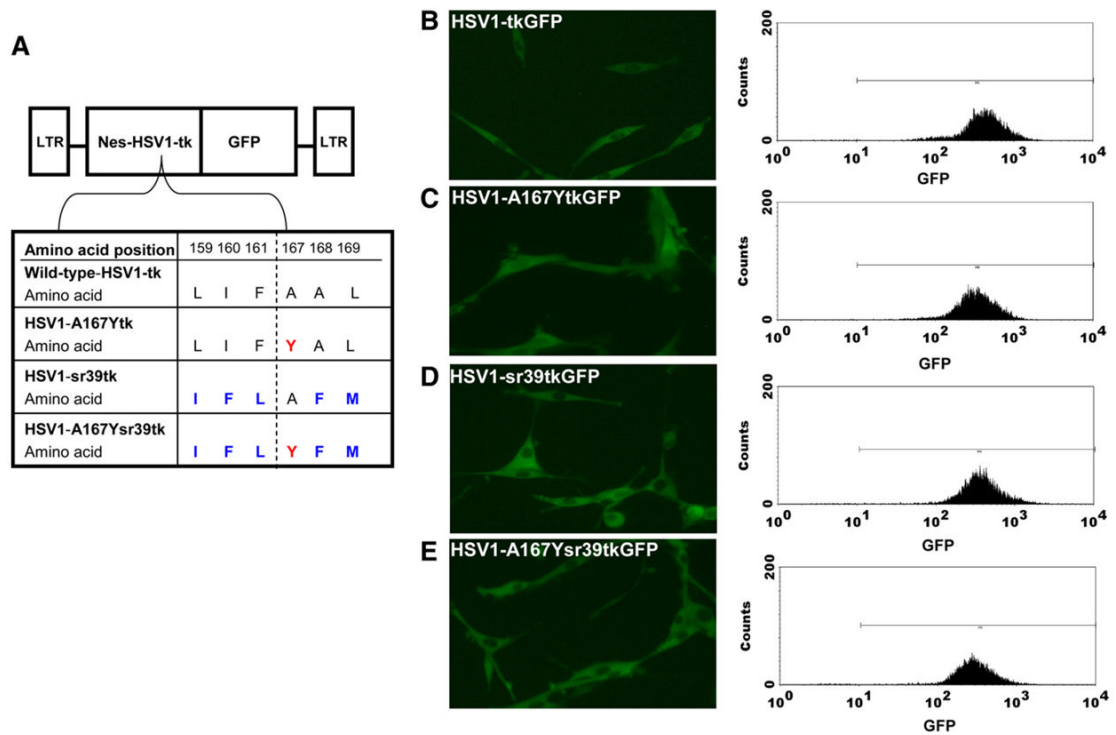 A
LTR Nes-HSV1-tk GFP LTR
Amino acid position 159 160 161 167 168 169
Wild-type-HSV1-tk
Amino acid L I F A A L
HSV1-A167Ytk
Amino acid L I F Y A L
HSV1-sr39tk
Amino acid I F L A F M
HSV1-A167Ysr39tk
Amino acid I F L Y F M
B
HSV1-tkGFP
200
100
0
Counts
10^0 10^1 10^2 10^3 10^4
GFP
C
HSV1-A167YtkGFP
200
100
0
Counts
10^0 10^1 10^2 10^3 10^4
GFP
D
HSV1-sr39tkGFP
200
100
0
Counts
10^0 10^1 10^2 10^3 10^4
GFP
E
HSV1-A167Ysr39tkGFP
200
100
0
Counts
10^0 10^1 10^2 10^3 10^4
GFP